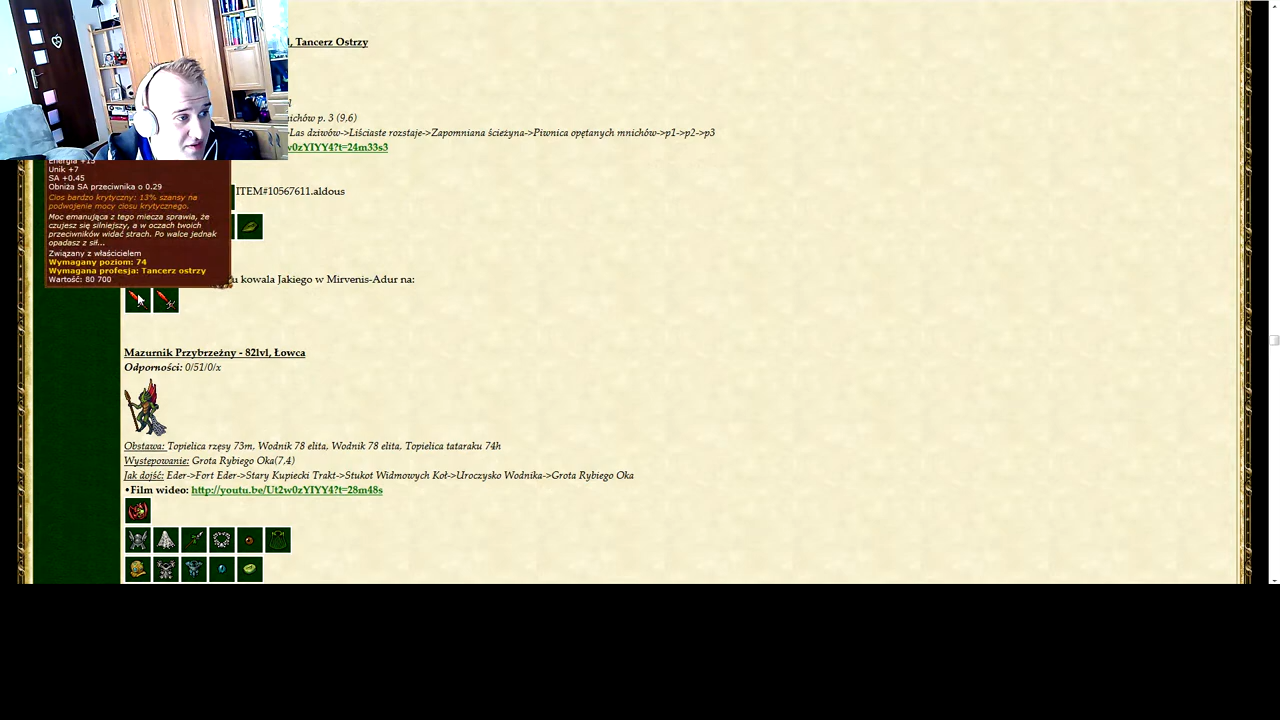 , Tancerz Ostrzy
nichów p. 3 (9,6)
Las dziwów->Liściaste rozstaje->Zapomniana ścieżyna->Piwnica opętanych mnichów->p1->p2->p3
w0zYIYY4?t=24m33s3
Energia +13
Unik +7
SA +0.45
Obniża SA przeciwnika o 0.29
Cios bardzo krytyczny: 13% szansy na
podwojenie mocy ciosu krytycznego.
Moc emanująca z tego miecza sprawia, że
czujesz się silniejszy, a w oczach twoich
przeciwników widać strach. Po walce jednak
opadasz z sił...
Związany z właścicielem
Wymagany poziom: 74
Wymagana profesja: Tancerz ostrzy
Wartość: 80 700
ITEM#10567611.aldous
u kowala Jakiego w Mirvenis-Adur na:
Mazurnik Przybrzeżny - 82lvl, Łowca
Odporności: 0/51/0/x
Obstawa: Topielica rzęsy 73m, Wodnik 78 elita, Wodnik 78 elita, Topielica tataraku 74h
Występowanie: Grota Rybiego Oka(7,4)
Jak dojść: Eder->Fort Eder->Stary Kupiecki Trakt->Stukot Widmowych Kół->Uroczysko Wodnika->Grota Rybiego Oka
•Film wideo: http://youtu.be/Ut2w0zYIYY4?t=28m48s